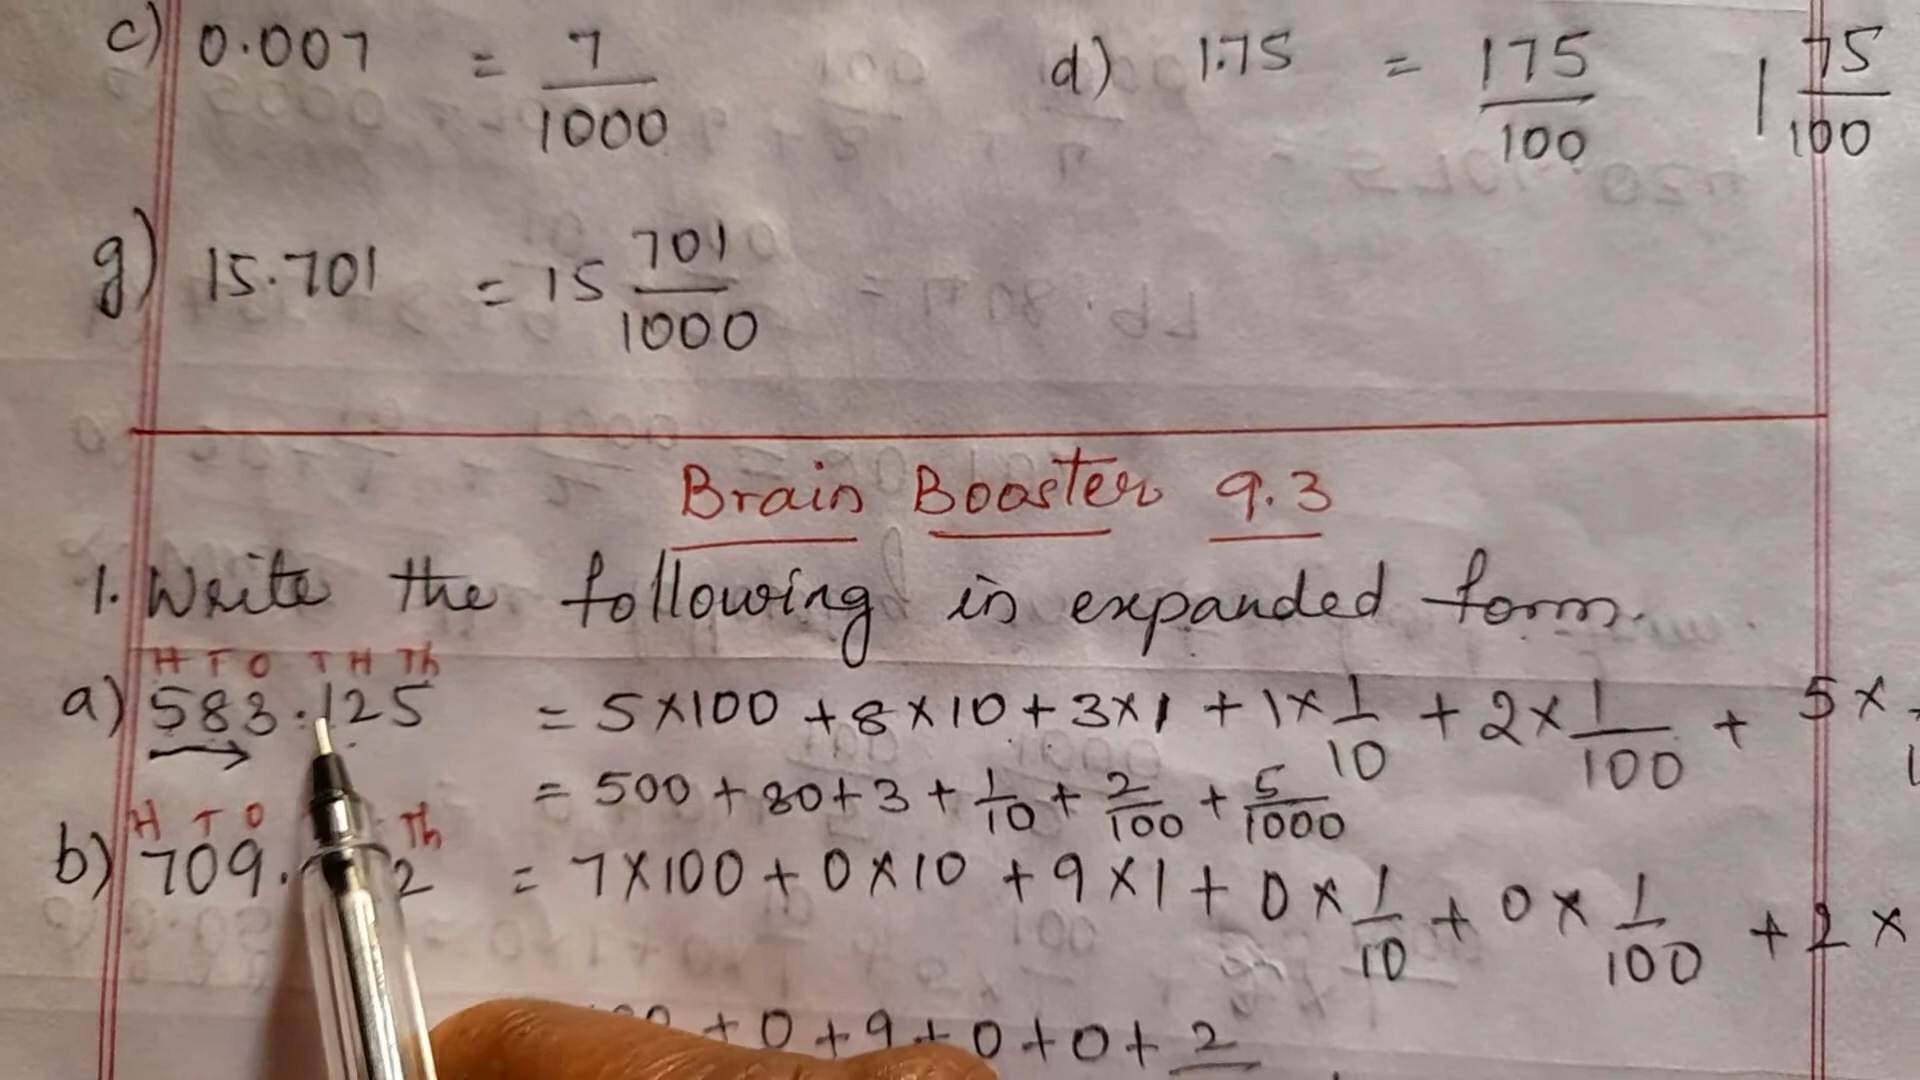 c) 0.007 = 7/1000 d) 1.75 = 175/100 1 75/100
g) 15.701 = 15 701/1000
Brain Booster 9.3
1. Write the following in expanded form.
H T O T H Th
a) 583.125 = 5×100 + 8×10 + 3×1 + 1×1/10 + 2×1/100 + 5×
= 500 + 80 + 3 + 1/10 + 2/100 + 5/1000
H T O Th
b) 709. 2 = 7×100 + 0×10 + 9×1 + 0×1/10 + 0×1/100 + 2×
+ 0 + 9 + 0 + 0 + 2